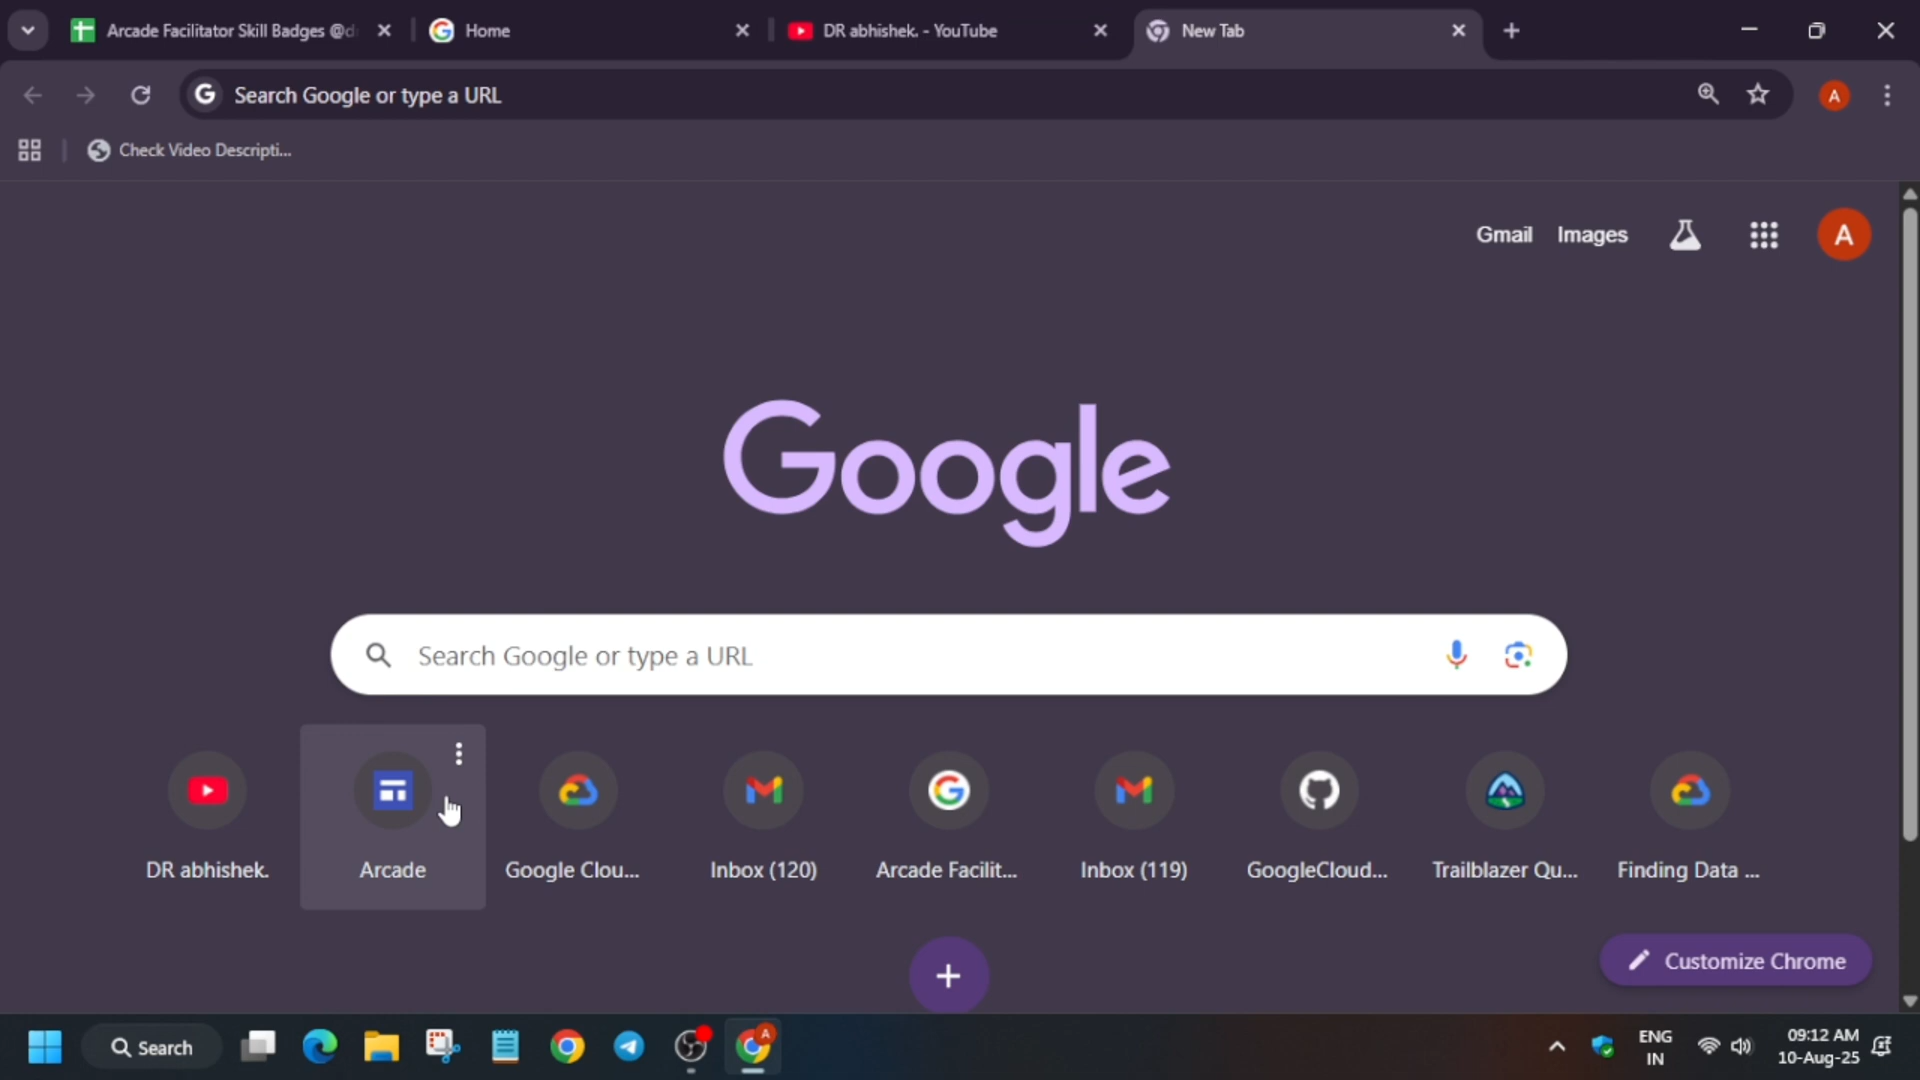 Arcade Facilitator Skill Badges @d
Home
DR abhishek. - YouTube
New Tab
Search Google or type a URL
A
Check Video Descripti...
Gmail
Images
A
Google
Search Google or type a URL
DR abhishek.
Arcade
Google Clou...
Inbox (120)
Arcade Facilit...
Inbox (119)
GoogleCloud...
Trailblazer Qu...
Finding Data ...
Customize Chrome
Search
A
ENG
IN
09:12 AM
10-Aug-25